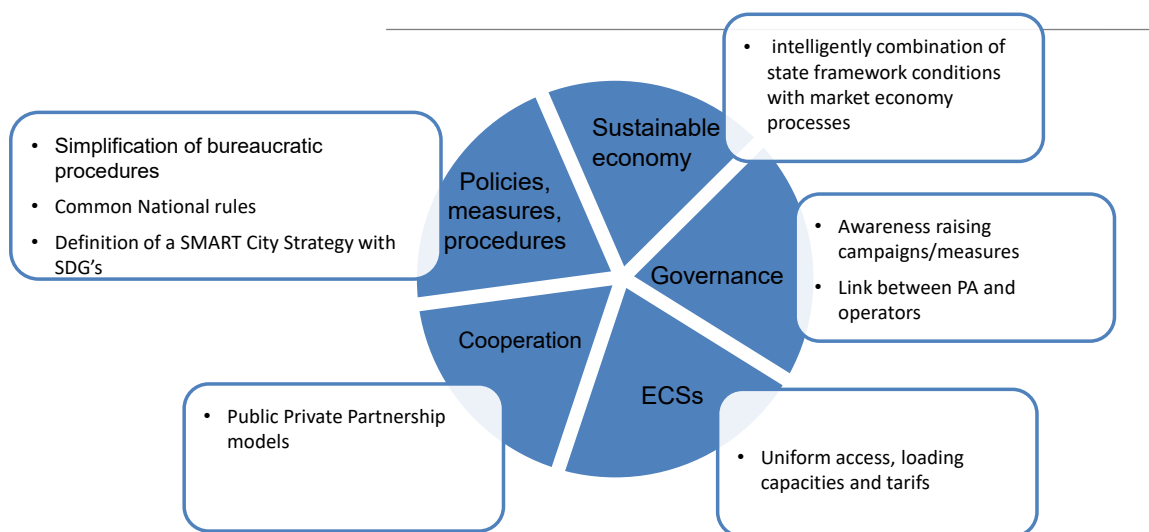 • intelligently combination of
state framework conditions
with market economy
processes
Sustainable
economy
• Simplification of bureaucratic
procedures
• Common National rules
• Definition of a SMART City Strategy with
SDG's
Policies,
measures,
procedures
Governance
• Awareness raising
campaigns/measures
• Link between PA and
operators
Cooperation
ECSs
• Public Private Partnership
models
• Uniform access, loading
capacities and tarifs